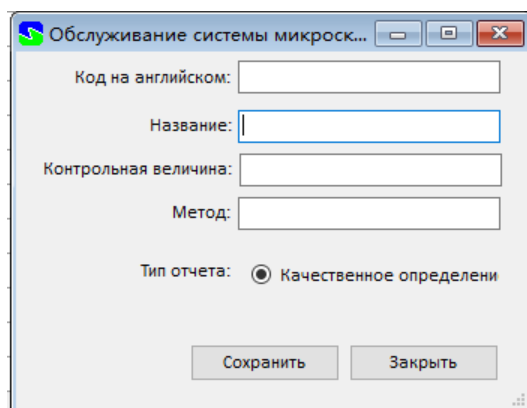 Обслуживание системы микроск...
Код на английском:
Название:
Контрольная величина:
Метод:
Тип отчета: Качественное определени
Сохранить Закрыть